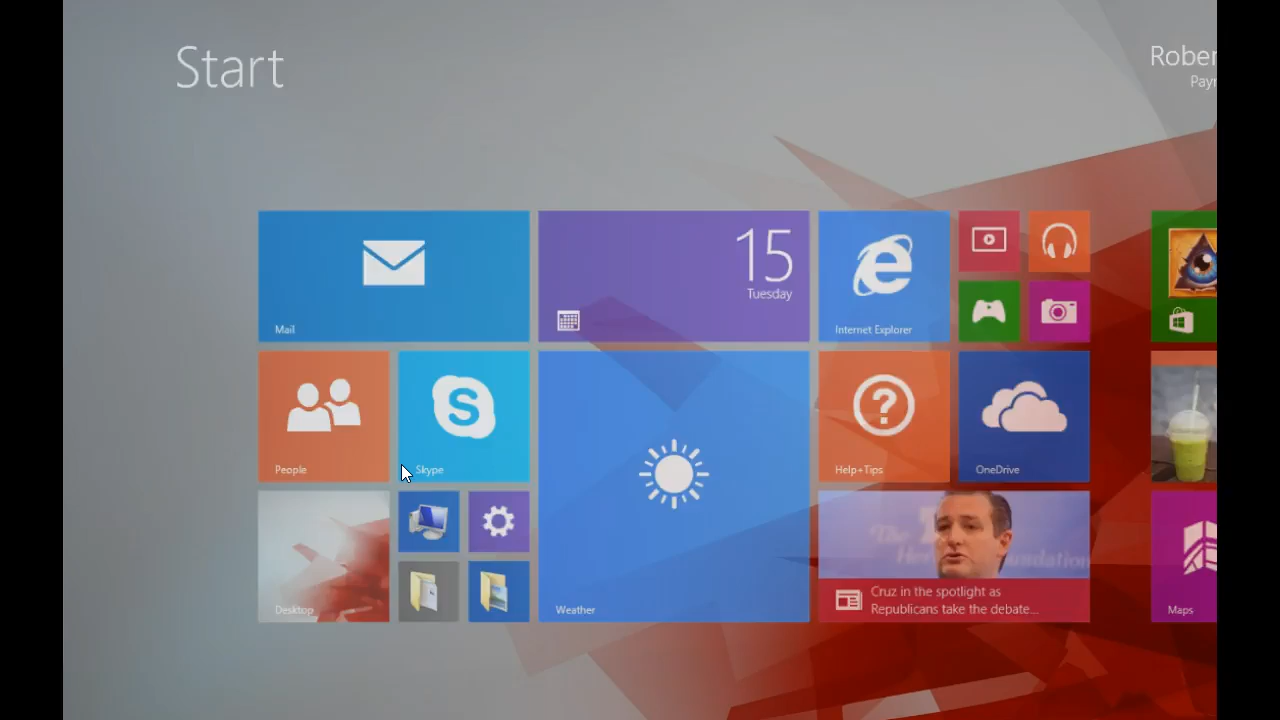 Start
Rober
Payn
Mail
15
Tuesday
Internet Explorer
People
Skype
Help+Tips
OneDrive
Desktop
Weather
Cruz in the spotlight as
Republicans take the debate...
Maps